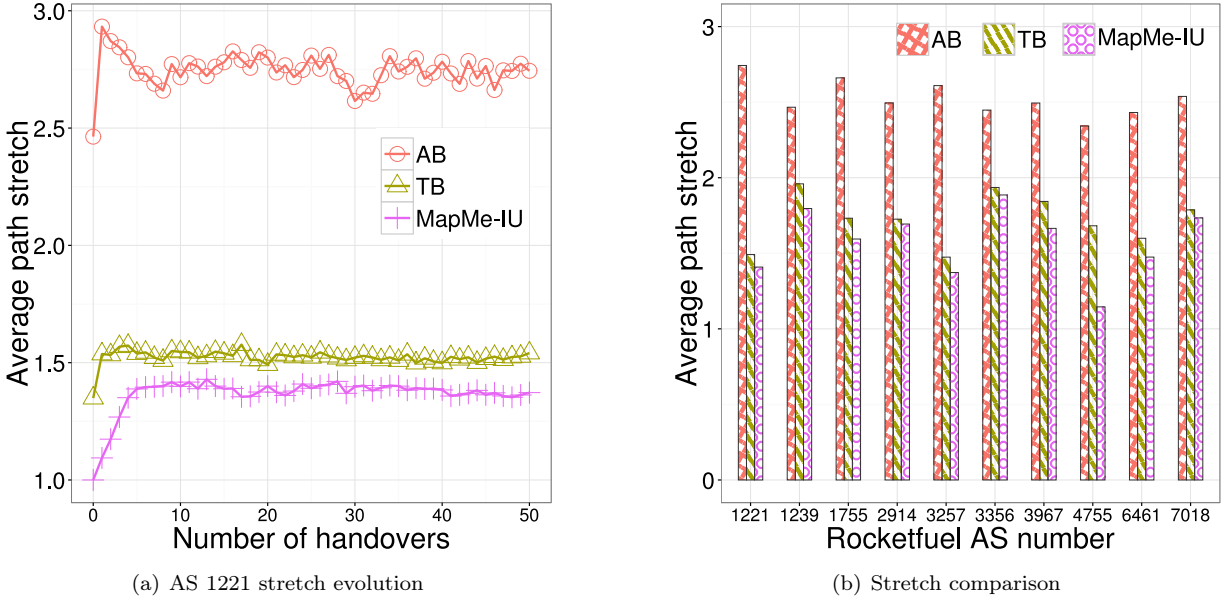 Average path stretch
3.0
2.5
2.0
1.5
1.0
AB
TB
MapMe-IU
0 10 20 30 40 50
Number of handovers
(a) AS 1221 stretch evolution
Average path stretch
3
2
1
0
AB TB MapMe-IU
1221 1239 1755 2914 3257 3356 3967 4755 6461 7018
Rocketfuel AS number
(b) Stretch comparison